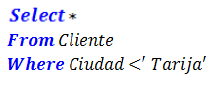 Select *
From Cliente
Where Ciudad <' Tarija'